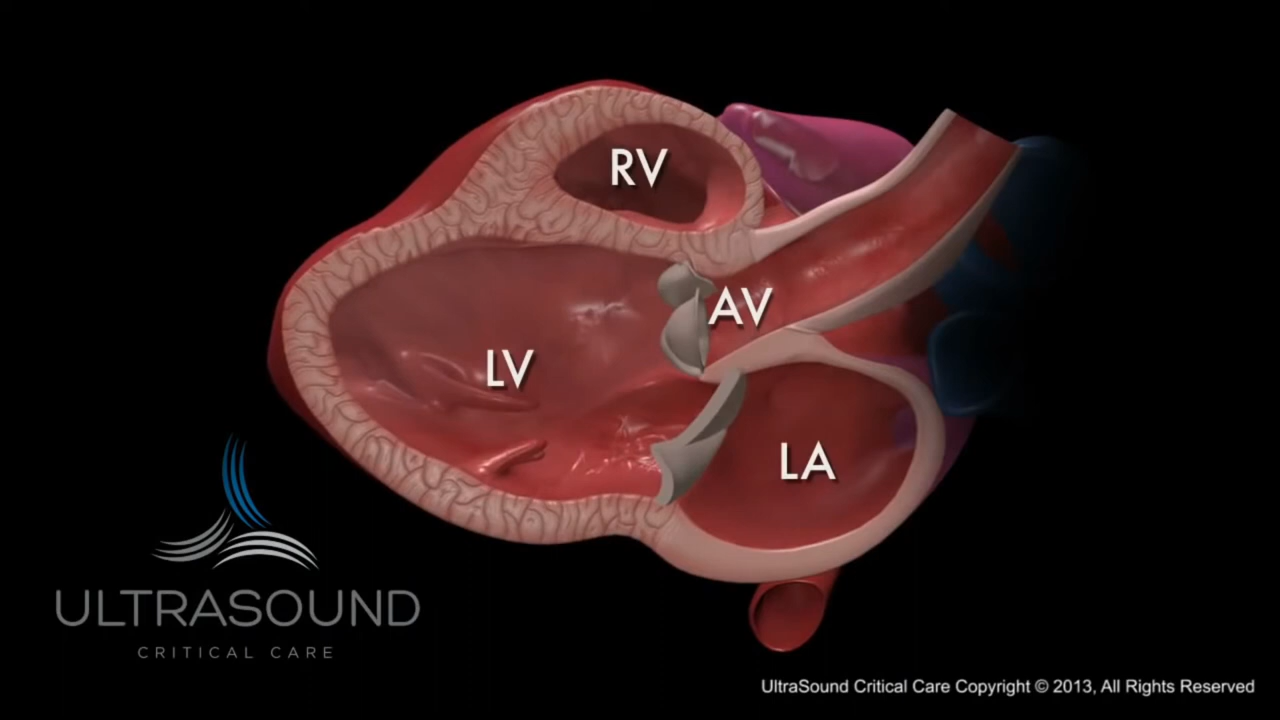 RV
AV
LV
LA
ULTRASOUND
CRITICAL CARE
UltraSound Critical Care Copyright © 2013, All Rights Reserved